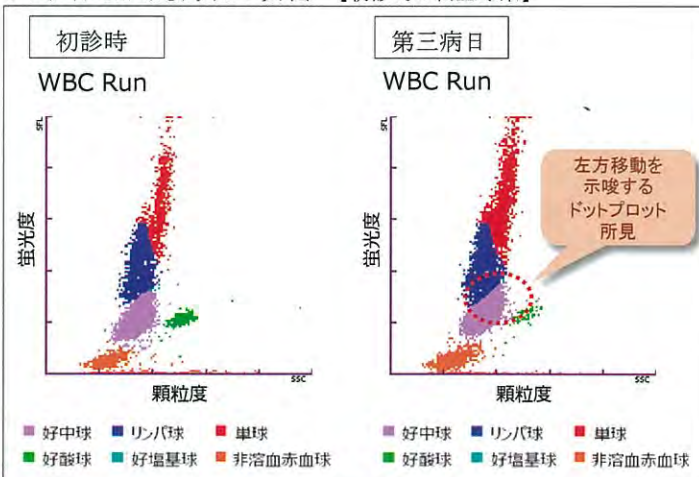 初診時
第三病日
WBC Run
WBC Run
SFL
蛍光度
SSC
顆粒度
SFL
蛍光度
SSC
顆粒度
左方移動を
示唆する
ドットプロット
所見
好中球 リンパ球 単球
好酸球 好塩基球 非溶血赤血球
好中球 リンパ球 単球
好酸球 好塩基球 非溶血赤血球